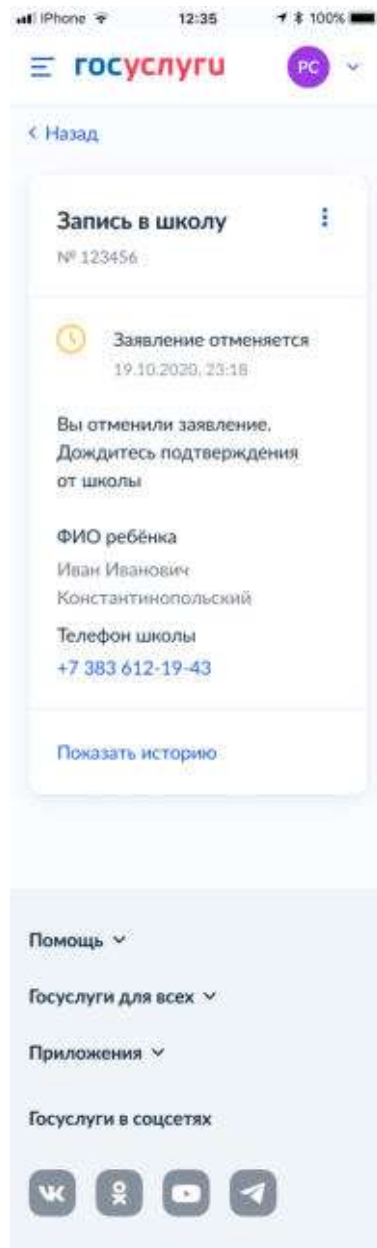 iPhone 12:35 100%
госуслуги РС
Назад
Запись в школу
№ 123456
Заявление отменяется
19.10.2020, 23:18
Вы отменили заявление.
Дождитесь подтверждения
от школы
ФИО ребёнка
Иван Иванович
Константинопольский
Телефон школы
+7 383 612-19-43
Показать историю
Помощь
Госуслуги для всех
Приложения
Госуслуги в соцсетях